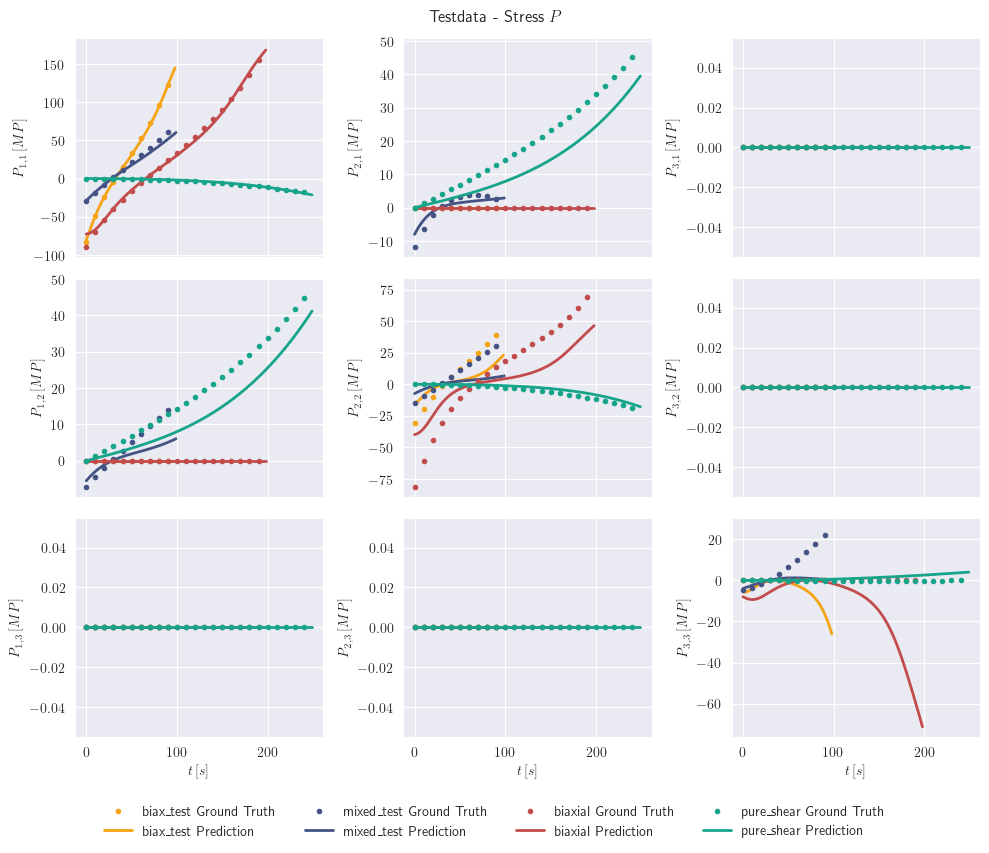 Testdata - Stress P
150
100
50
0
−50
−100
P1,1 [MP]
50
40
30
20
10
0
−10
P2,1 [MP]
0.04
0.02
0.00
−0.02
−0.04
P3,1 [MP]
50
40
30
20
10
0
P1,2 [MP]
75
50
25
0
−25
−50
−75
P2,2 [MP]
0.04
0.02
0.00
−0.02
−0.04
P3,2 [MP]
0.04
0.02
0.00
−0.02
−0.04
P1,3 [MP]
0 100 200
t [s]
0.04
0.02
0.00
−0.02
−0.04
P2,3 [MP]
0 100 200
t [s]
20
0
−20
−40
−60
P3,3 [MP]
0 100 200
t [s]
biax_test Ground Truth mixed_test Ground Truth biaxial Ground Truth pure_shear Ground Truth
biax_test Prediction mixed_test Prediction biaxial Prediction pure_shear Prediction